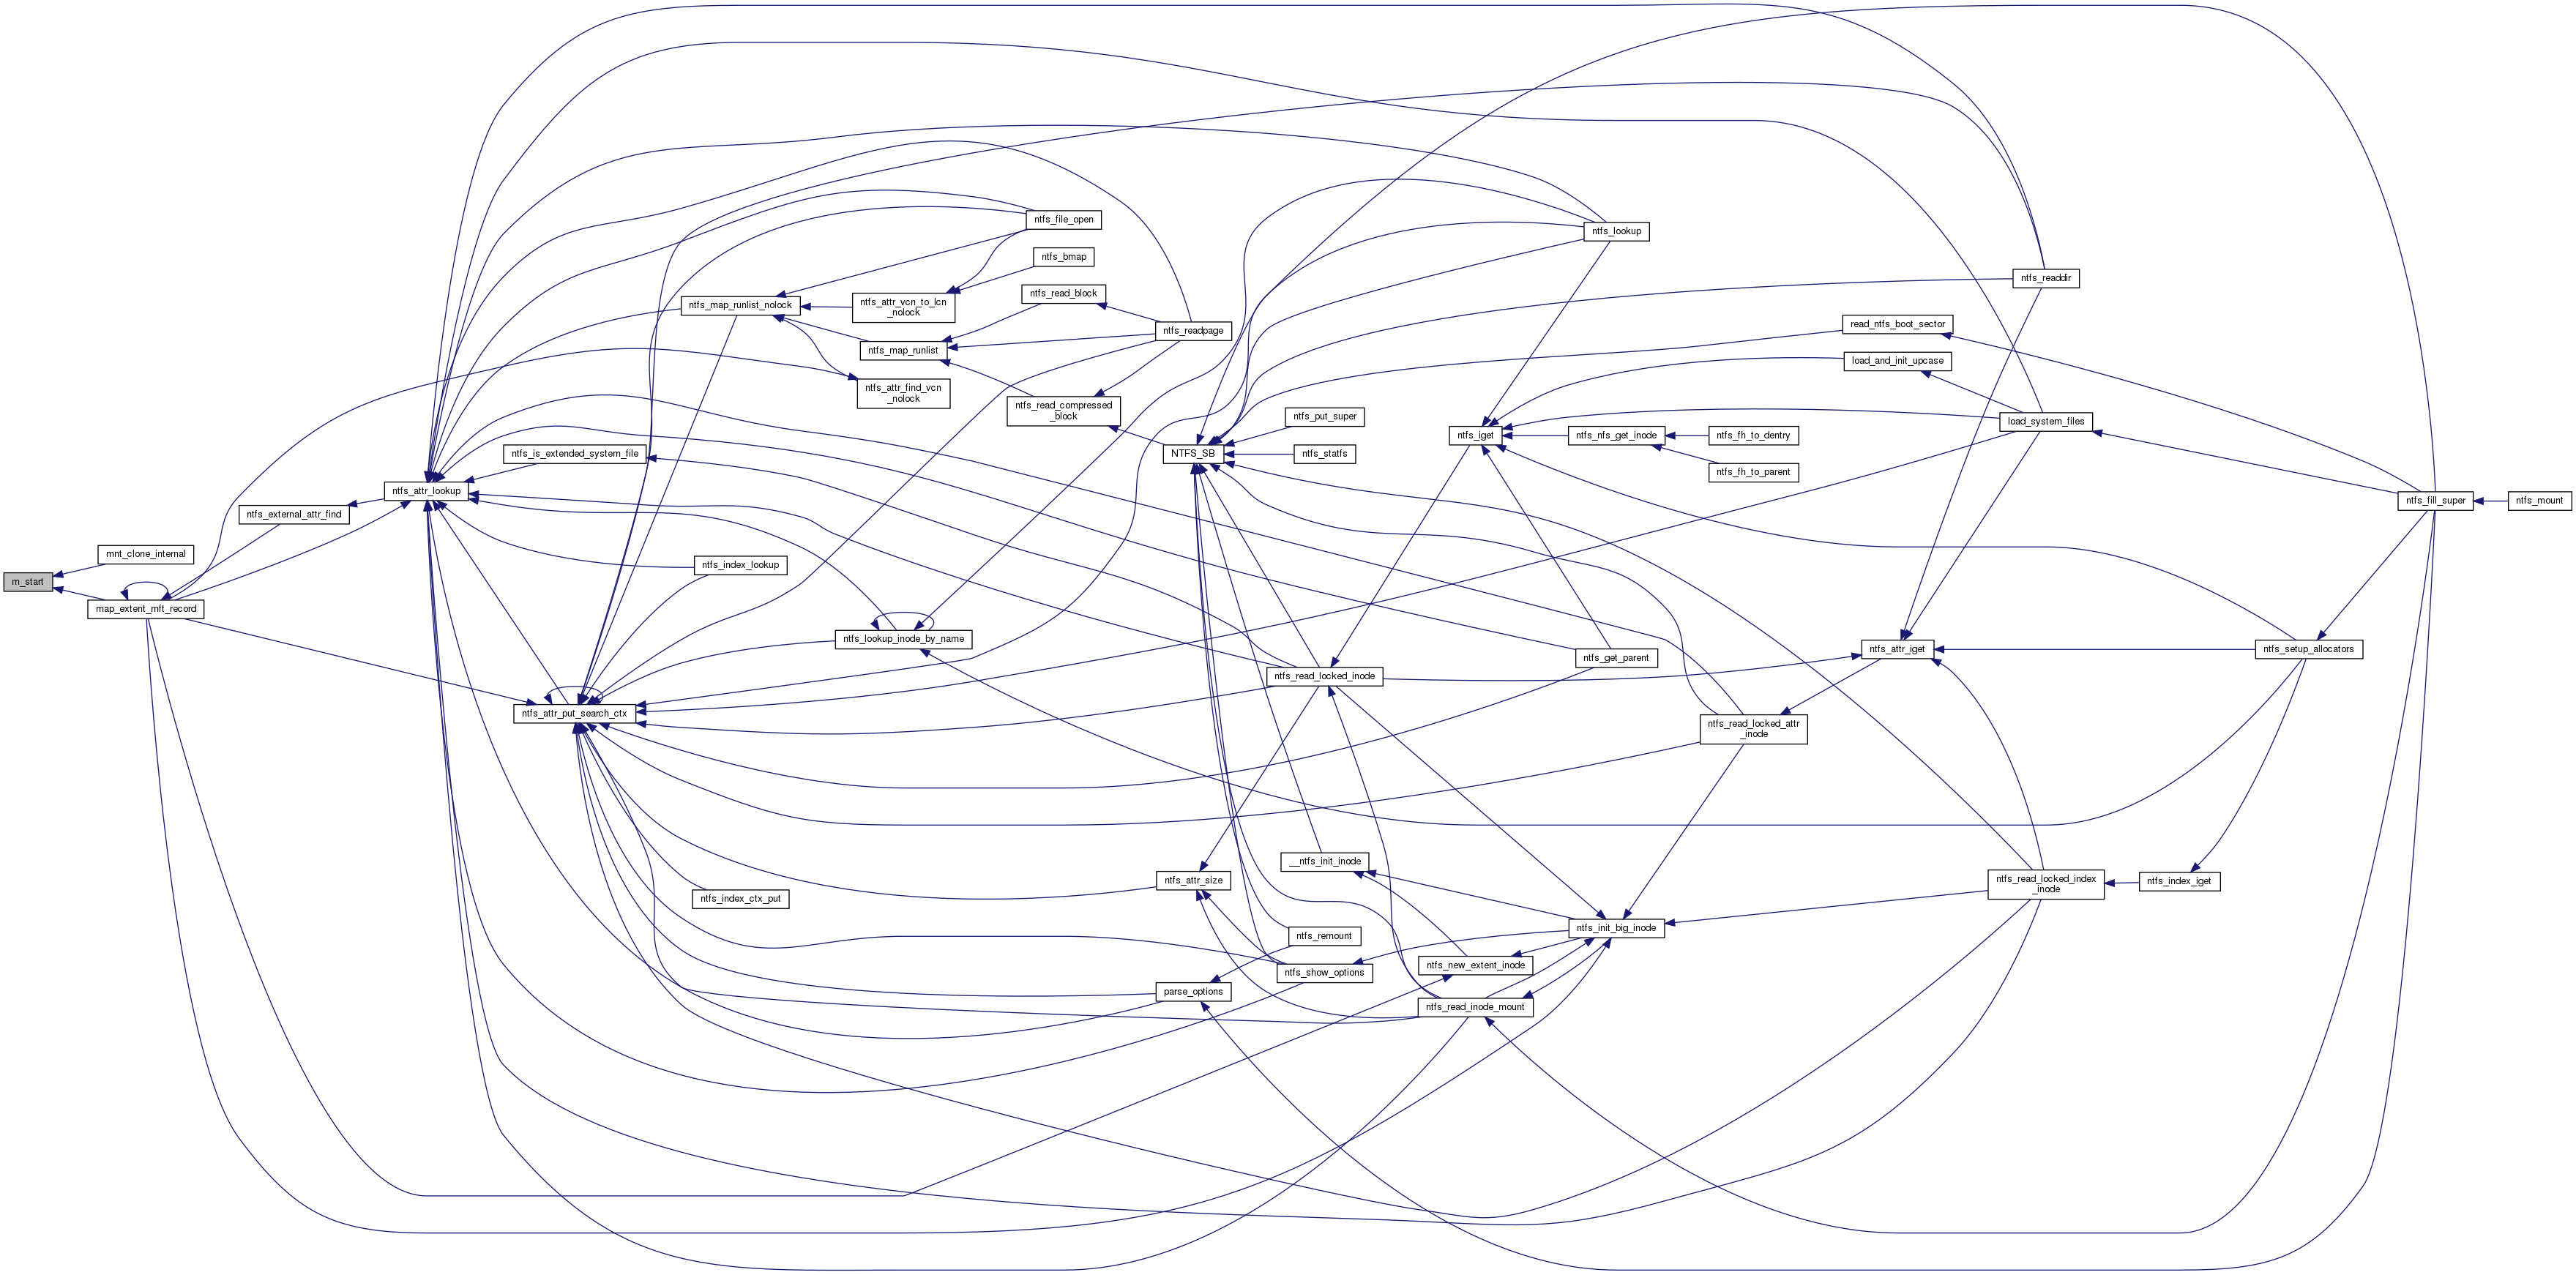 m_start
mnt_clone_internal
map_extent_mft_record
ntfs_external_attr_find
ntfs_attr_lookup
ntfs_is_extended_system_file
ntfs_attr_put_search_ctx
ntfs_map_runlist_nolock
ntfs_index_lookup
ntfs_index_ctx_put
ntfs_attr_vcn_to_lcn
_nolock
ntfs_map_runlist
ntfs_attr_find_vcn
_nolock
ntfs_lookup_inode_by_name
ntfs_file_open
ntfs_bmap
ntfs_read_block
ntfs_read_compressed
_block
ntfs_readpage
NTFS_SB
ntfs_attr_size
parse_options
ntfs_put_super
ntfs_statfs
ntfs_read_locked_inode
__ntfs_init_inode
ntfs_remount
ntfs_show_options
ntfs_iget
ntfs_new_extent_inode
ntfs_read_inode_mount
ntfs_lookup
ntfs_nfs_get_inode
ntfs_get_parent
ntfs_init_big_inode
ntfs_fh_to_dentry
ntfs_fh_to_parent
ntfs_read_locked_attr
_inode
read_ntfs_boot_sector
load_and_init_upcase
ntfs_attr_iget
ntfs_readdir
load_system_files
ntfs_read_locked_index
_inode
ntfs_index_iget
ntfs_setup_allocators
ntfs_fill_super
ntfs_mount